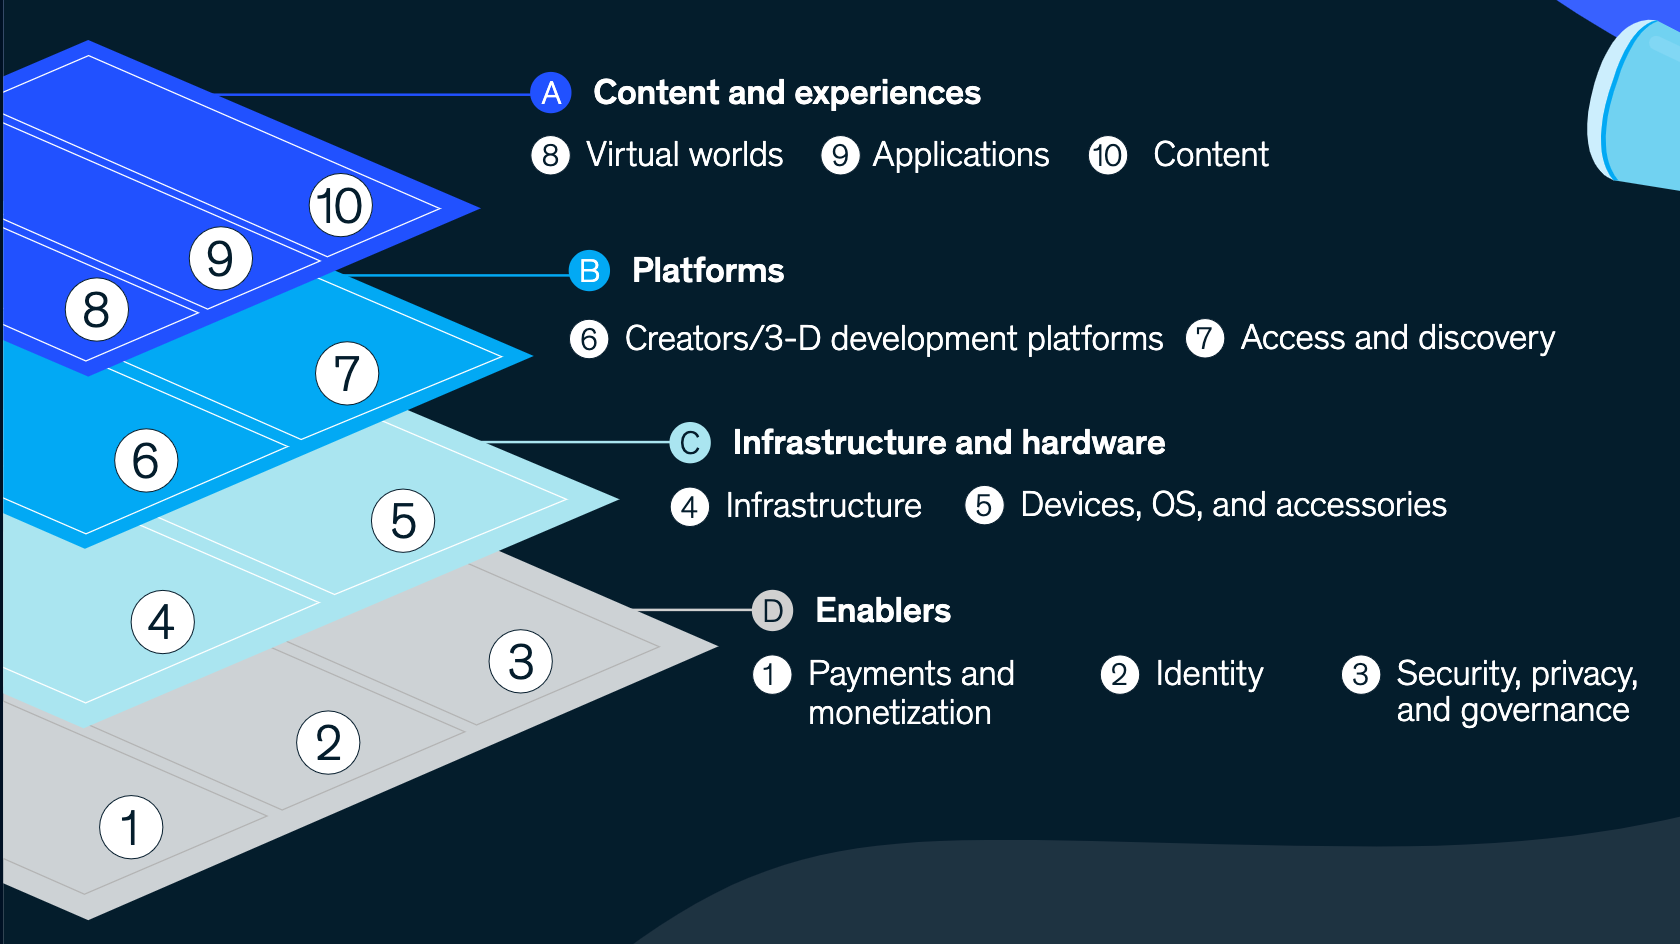 A Content and experiences
8 Virtual worlds 9 Applications 10 Content
10
9
8
B Platforms
6 Creators/3-D development platforms 7 Access and discovery
7
6
C Infrastructure and hardware
4 Infrastructure 5 Devices, OS, and accessories
5
4
D Enablers
1 Payments and monetization 2 Identity 3 Security, privacy, and governance
3
2
1